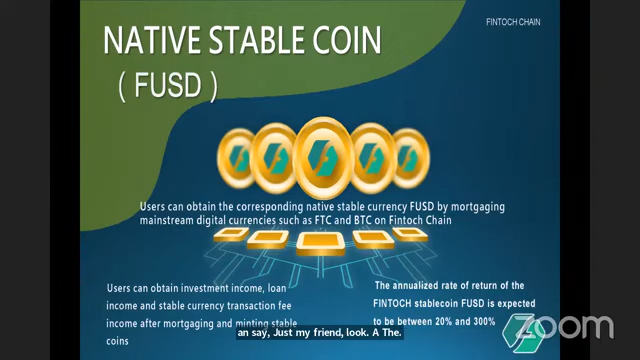 FINTOCH CHAIN
NATIVE STABLE COIN
( FUSD )
Users can obtain the corresponding native stable currency FUSD by mortgaging
mainstream digital currencies such as FTC and BTC on Fintoch Chain
Users can obtain investment income, loan
income and stable currency transaction fee
income after mortgaging and minting stable
coins
The annualized rate of return of the
FINTOCH stablecoin FUSD is expected
to be between 20% and 300%
an say, Just my friend, look. A The.
zoom